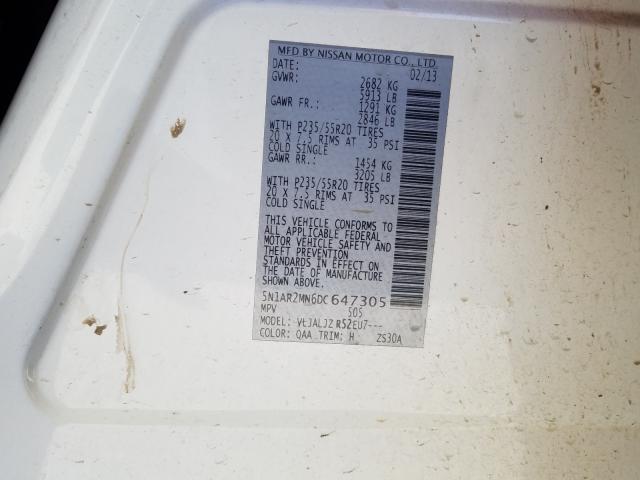 MFD BY NISSAN MOTOR CO., LTD.
DATE: 02/13
GVWR: 2682 KG
5913 LB
GAWR FR.: 1291 KG
2846 LB
WITH P235/55R20 TIRES
20 X 7.5 RIMS AT 35 PSI
COLD SINGLE
GAWR RR.: 1454 KG
3205 LB
WITH P235/55R20 TIRES
20 X 7.5 RIMS AT 35 PSI
COLD SINGLE
THIS VEHICLE CONFORMS TO
ALL APPLICABLE FEDERAL
MOTOR VEHICLE SAFETY AND
THEFT PREVENTION
STANDARDS IN EFFECT ON
THE DATE OF MANUFACTURE
SHOWN ABOVE.
5N1AR2MN6DC647305
MPV 505
MODEL: R52EU7---
COLOR: QAA TRIM: H ZS30A